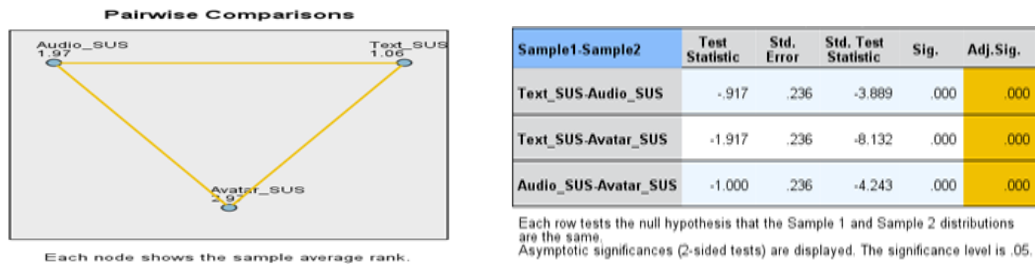 Pairwise Comparisons
Audio_SUS
1.97
Text_SUS
1.06
Avatar_SUS
Each node shows the sample average rank.
Sample1-Sample2 Test Statistic Std. Error Std. Test Statistic Sig. Adj.Sig.
Text_SUS-Audio_SUS -.917 .236 -3.889 .000 .000
Text_SUS-Avatar_SUS -1.917 .236 -8.132 .000 .000
Audio_SUS-Avatar_SUS -1.000 .236 -4.243 .000 .000
Each row tests the null hypothesis that the Sample 1 and Sample 2 distributions
are the same.
Asymptotic significances (2-sided tests) are displayed. The significance level is .05.